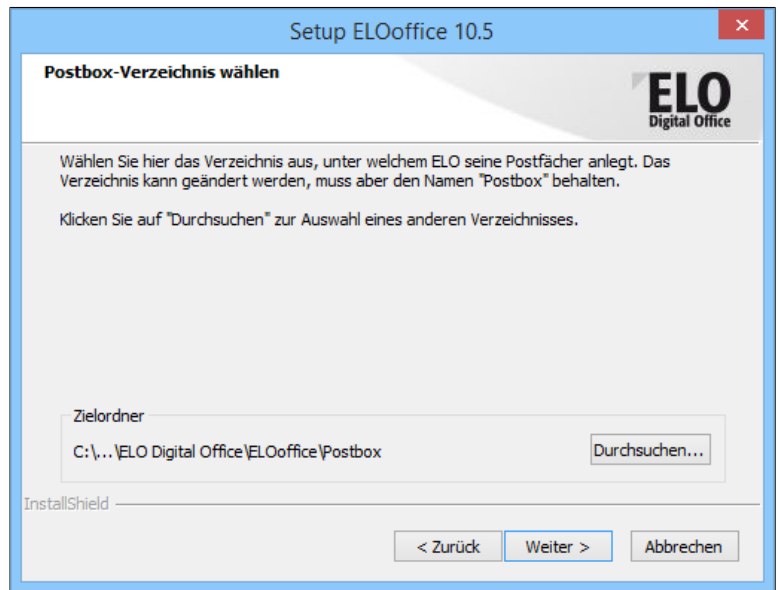 Setup ELOoffice 10.5
Postbox-Verzeichnis wählen
ELO
Digital Office
Wählen Sie hier das Verzeichnis aus, unter welchem ELO seine Postfächer anlegt. Das
Verzeichnis kann geändert werden, muss aber den Namen "Postbox" behalten.
Klicken Sie auf "Durchsuchen" zur Auswahl eines anderen Verzeichnisses.
Zielordner
C:\...\ELO Digital Office\ELOoffice\Postbox
Durchsuchen...
InstallShield
< Zurück
Weiter >
Abbrechen